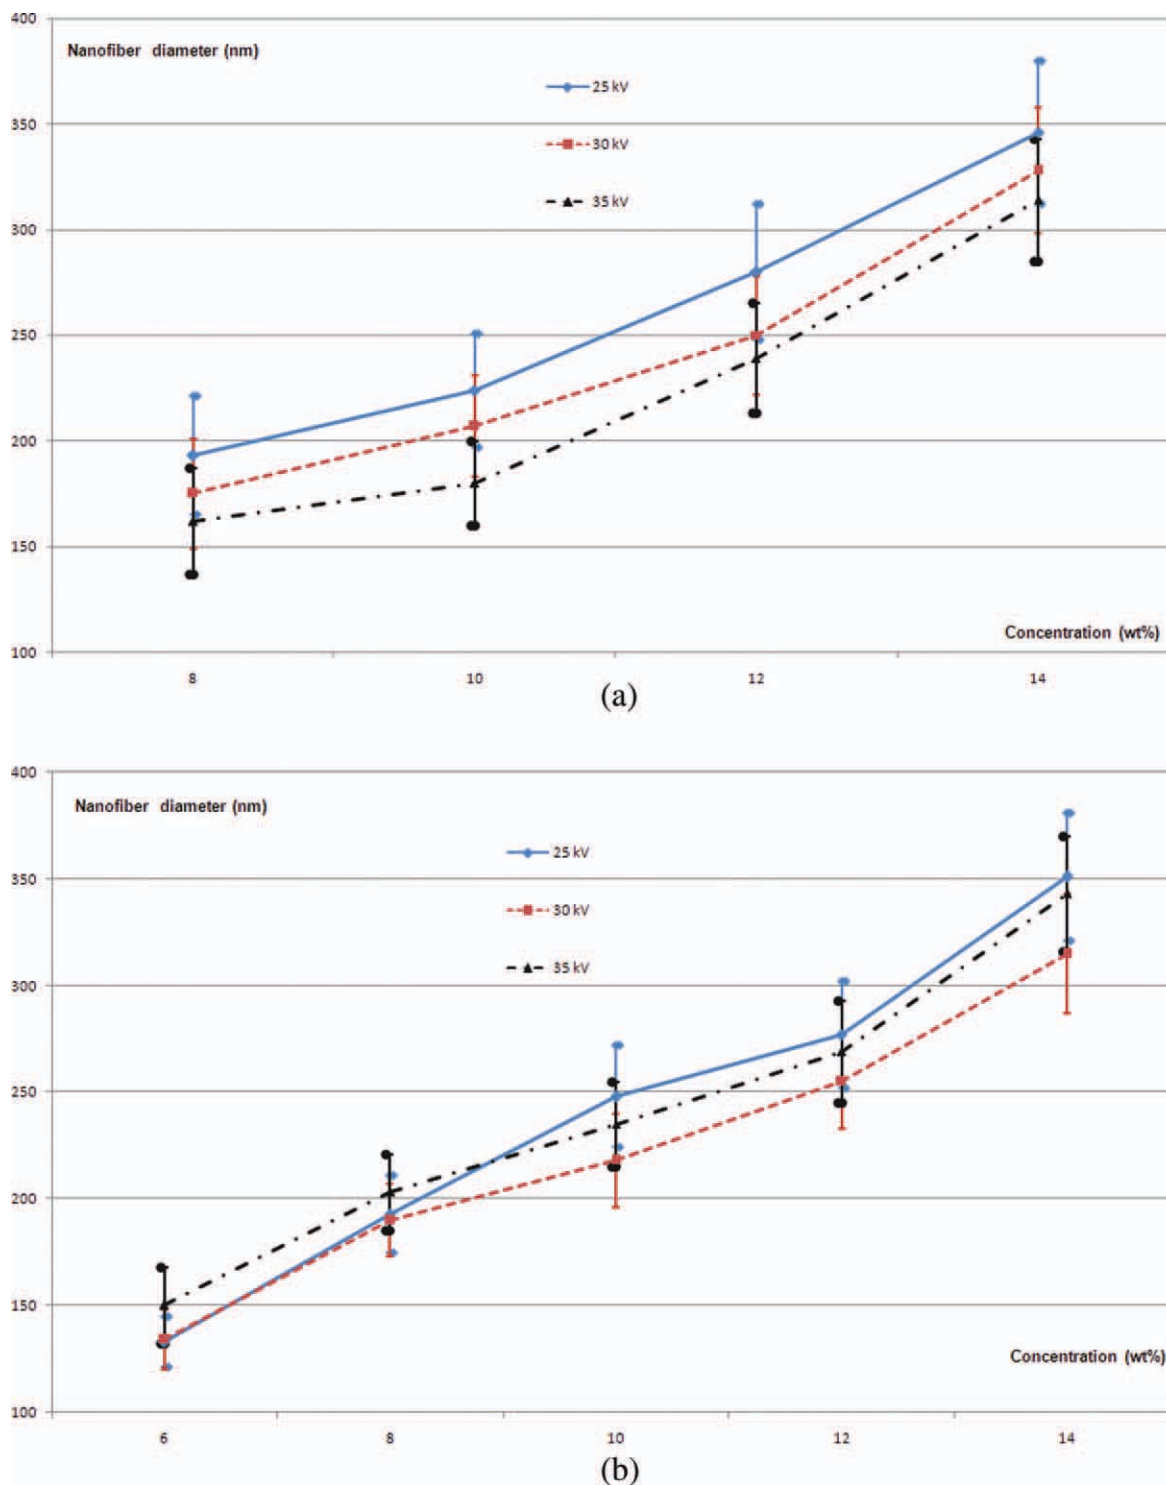 400
Nanofiber diameter (nm)
25 kV
350
30 kV
35 kV
300
250
200
150
Concentration (wt%)
100
8 10 12 14
(a)
400
Nanofiber diameter (nm)
25 kV
350
30 kV
35 kV
300
250
200
150
Concentration (wt%)
100
6 8 10 12 14
(b)